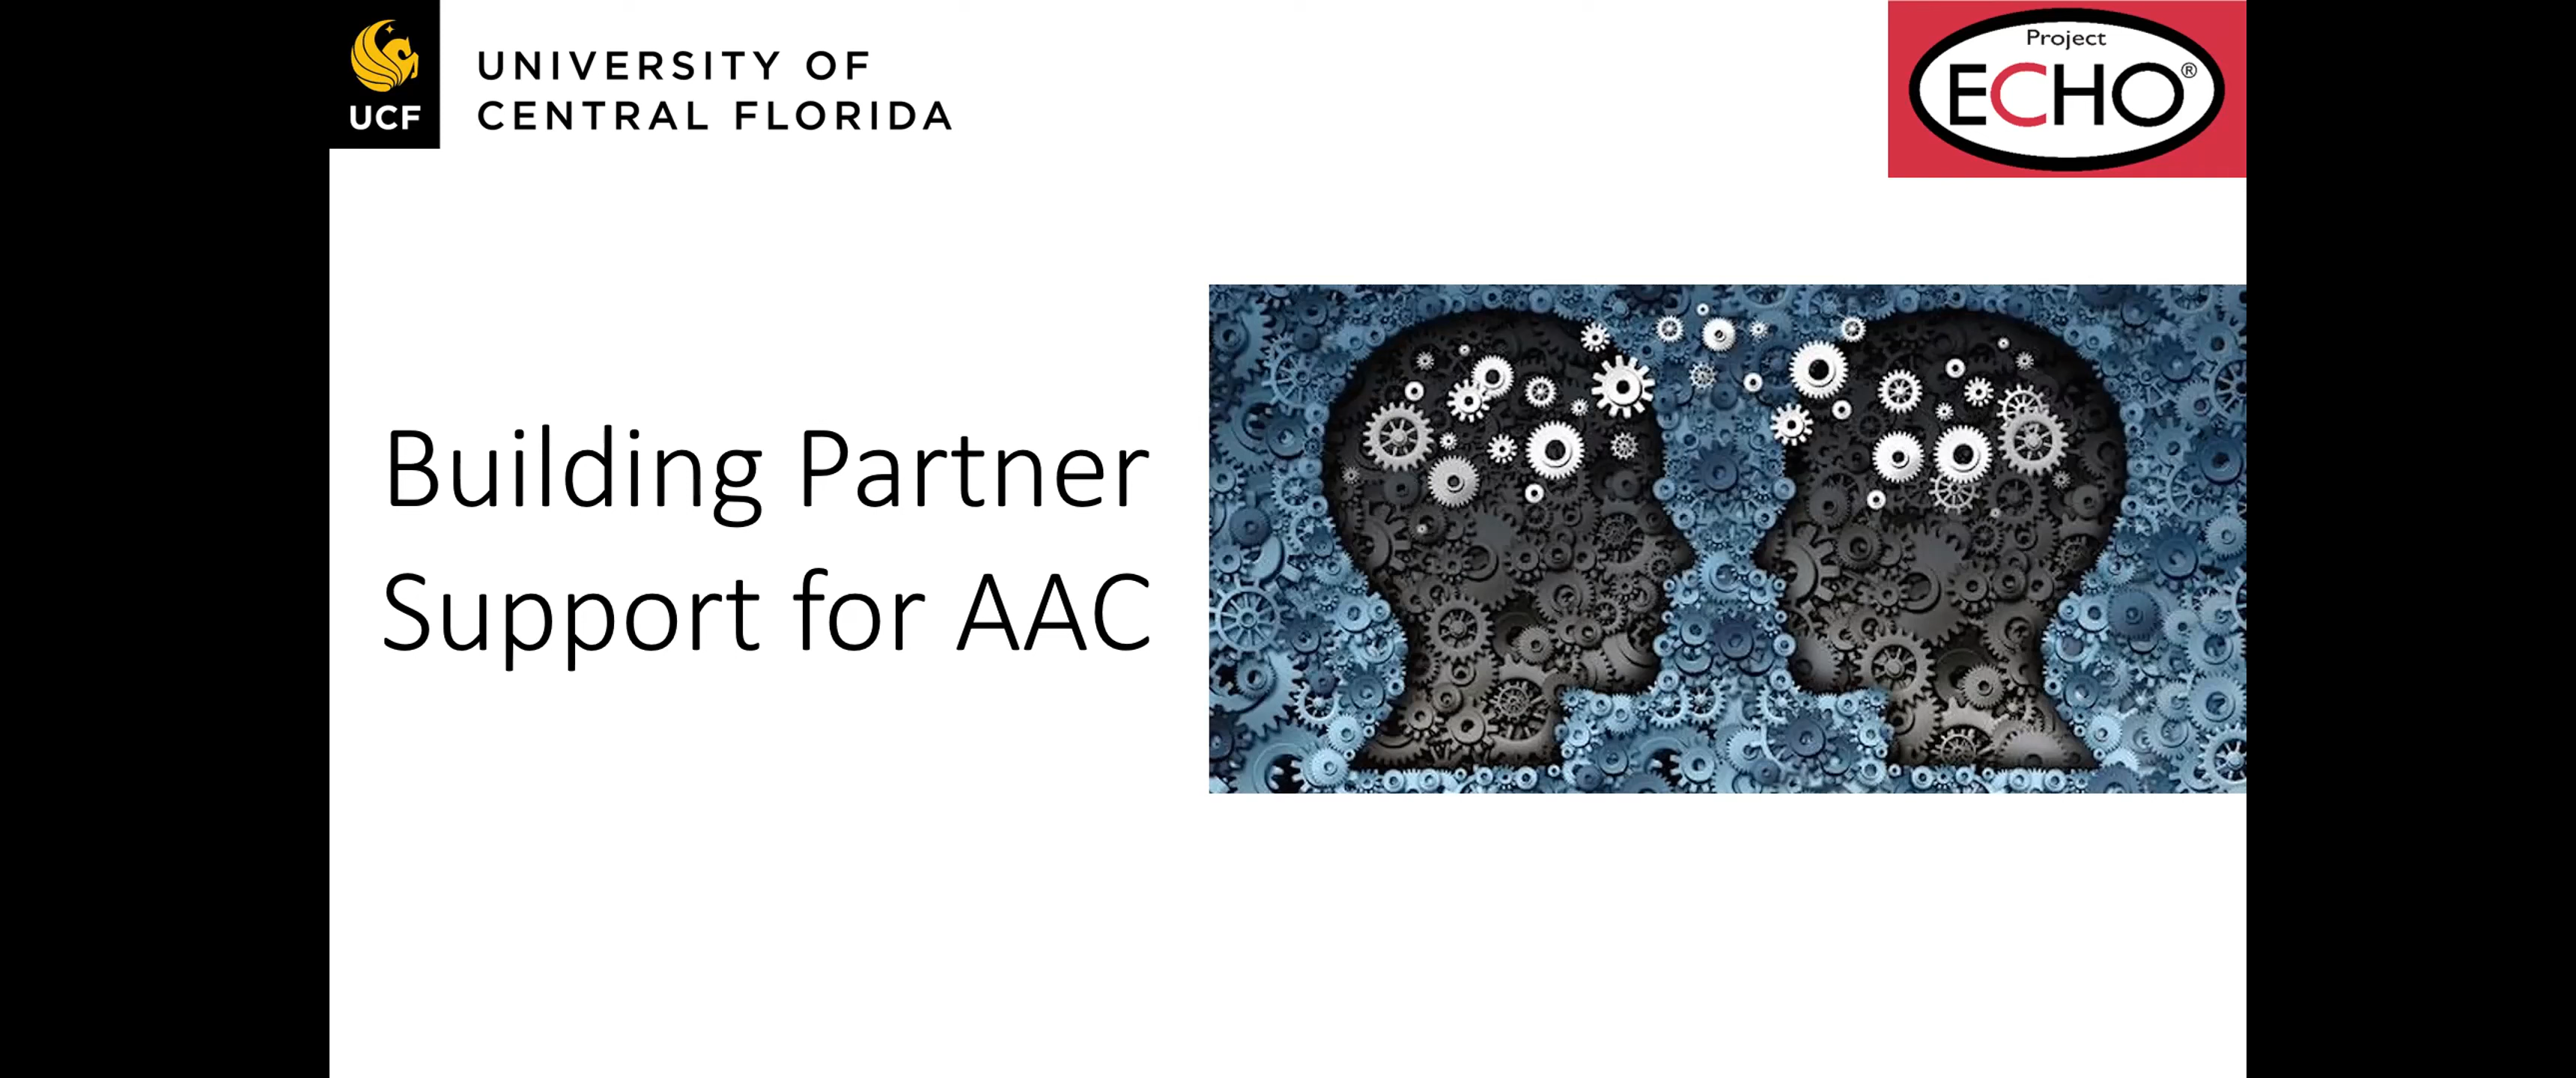 UCF
UNIVERSITY OF
CENTRAL FLORIDA
Project
ECHO®
Building Partner
Support for AAC